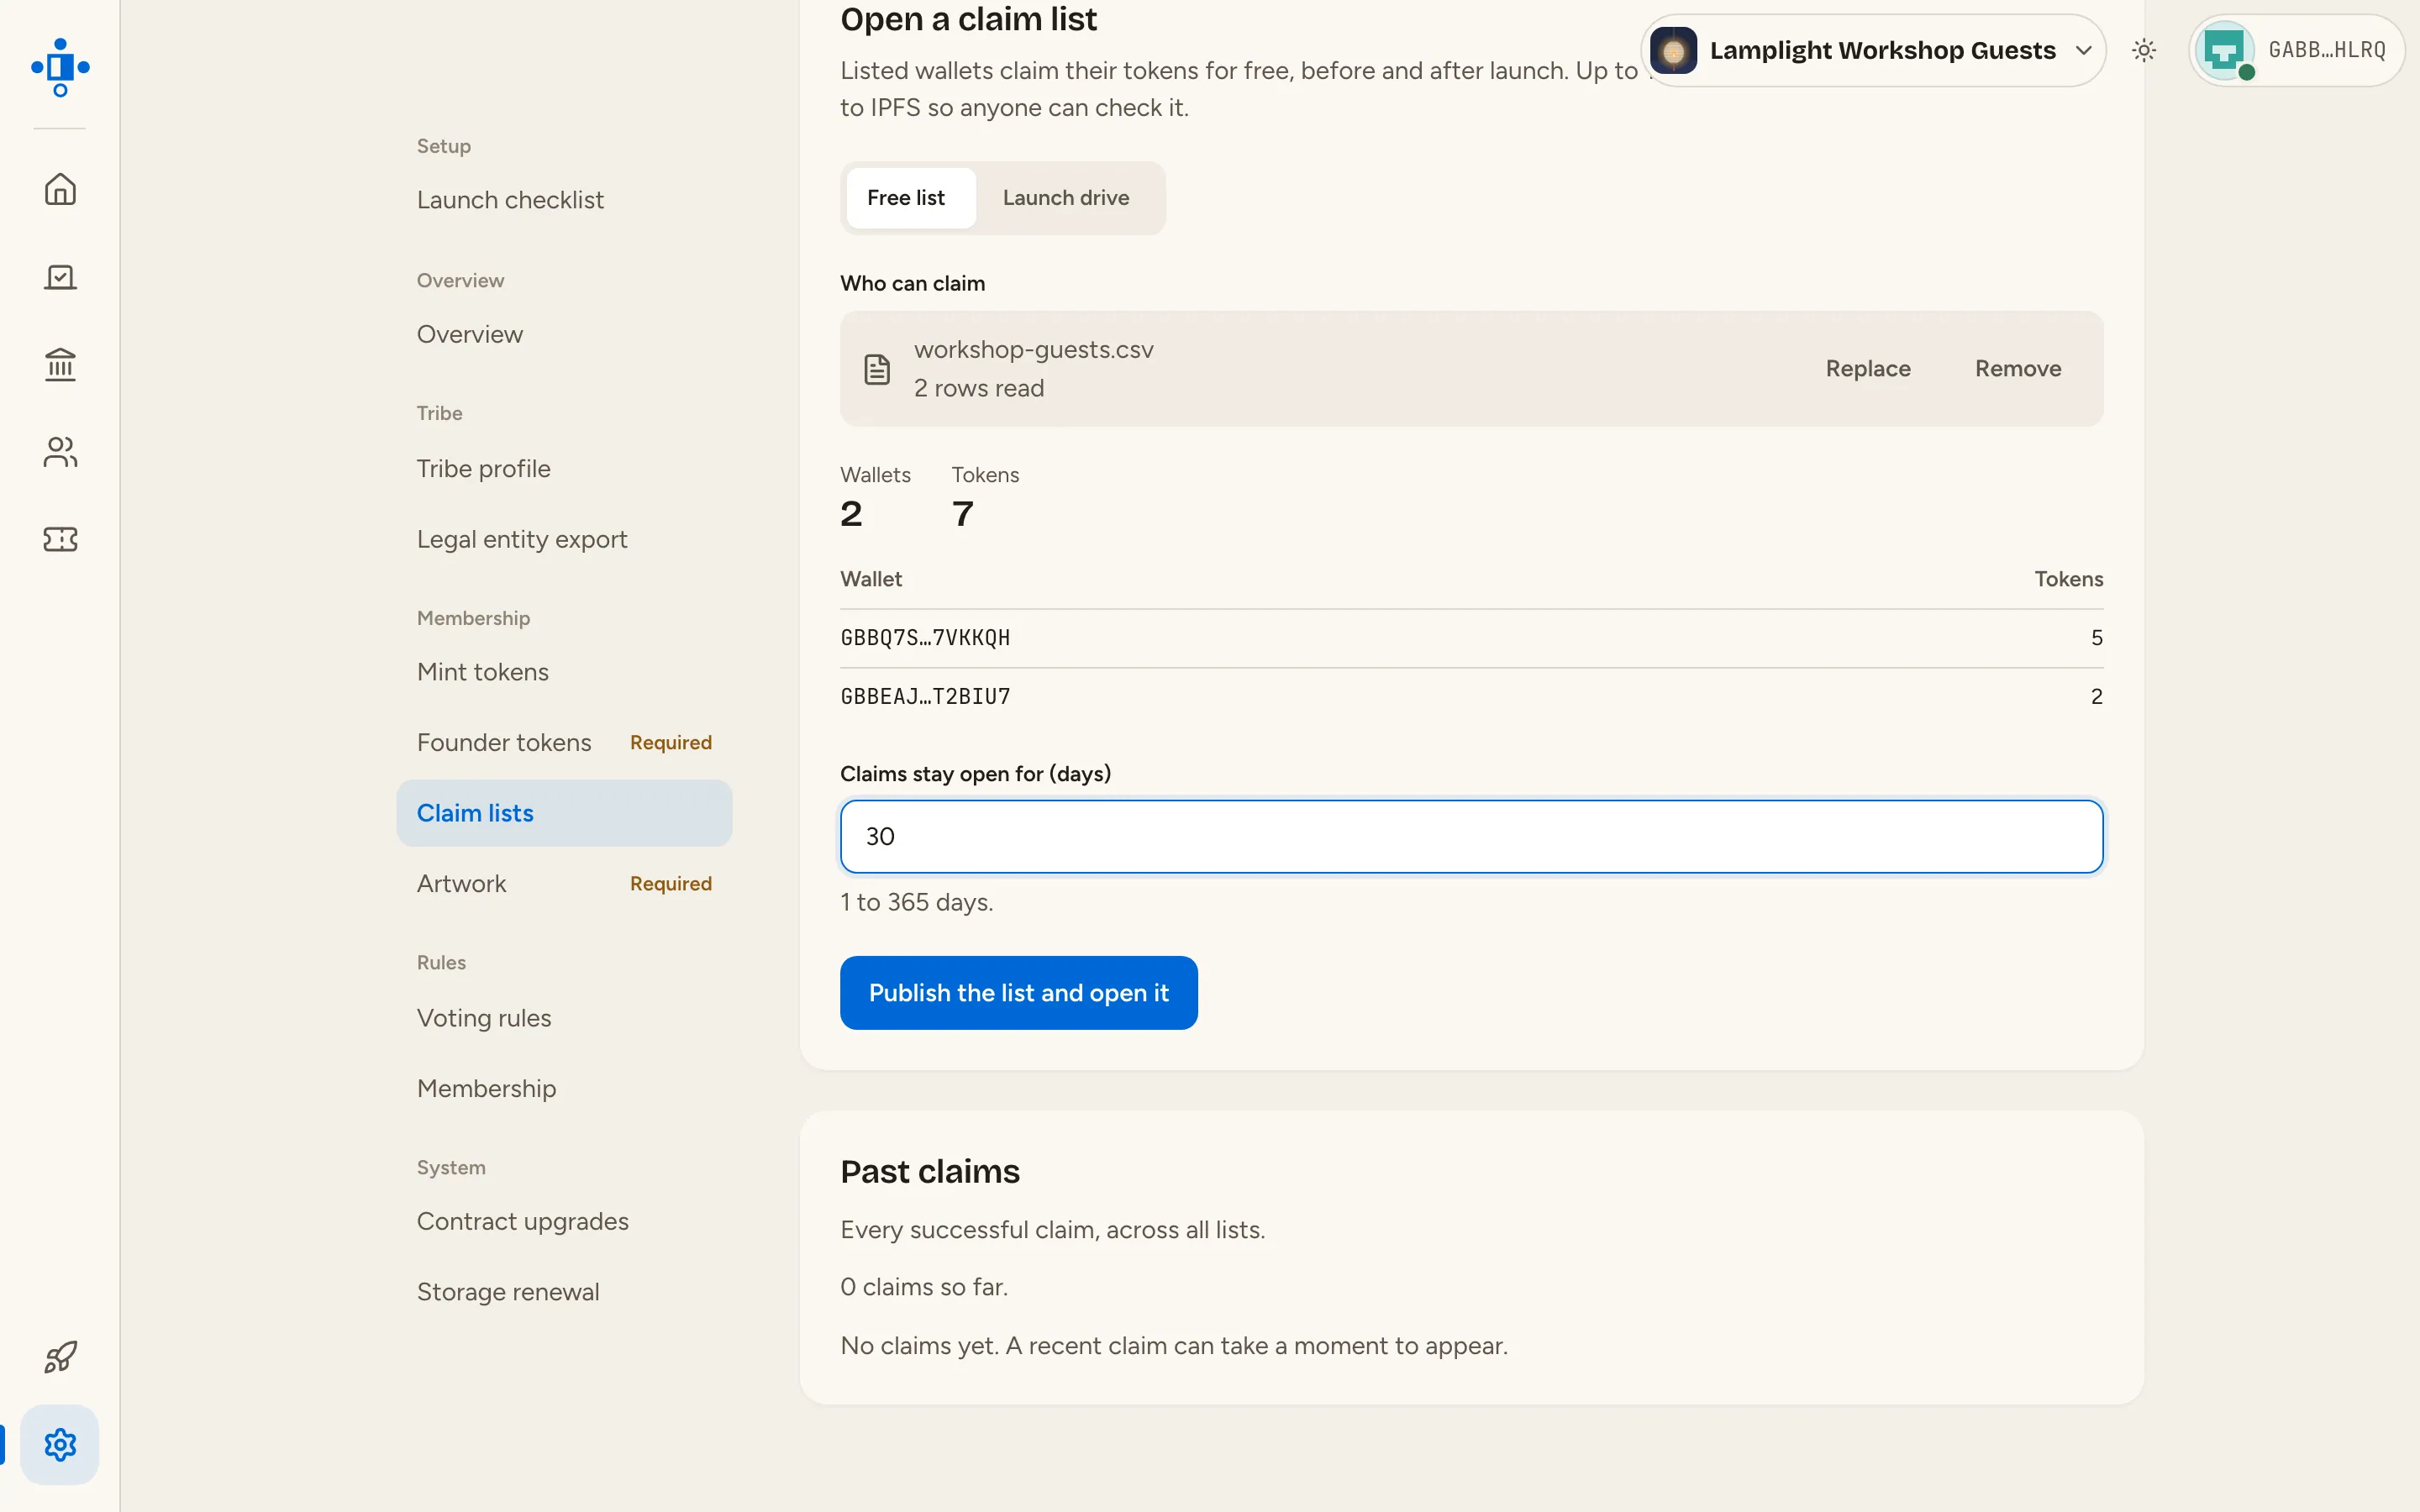 Open a claim list
Listed wallets claim their tokens for free, before and after launch. Up to
to IPFS so anyone can check it.
Lamplight Workshop Guests
GABB…HLRQ
Setup
Launch checklist
Overview
Overview
Tribe
Tribe profile
Legal entity export
Membership
Mint tokens
Founder tokens Required
Claim lists
Artwork Required
Rules
Voting rules
Membership
System
Contract upgrades
Storage renewal
Free list Launch drive
Who can claim
workshop-guests.csv
2 rows read
Replace Remove
Wallets Tokens
2 7
Wallet Tokens
GBBQ7S…7VKKQH 5
GBBEAJ…T2BIU7 2
Claims stay open for (days)
30
1 to 365 days.
Publish the list and open it
Past claims
Every successful claim, across all lists.
0 claims so far.
No claims yet. A recent claim can take a moment to appear.